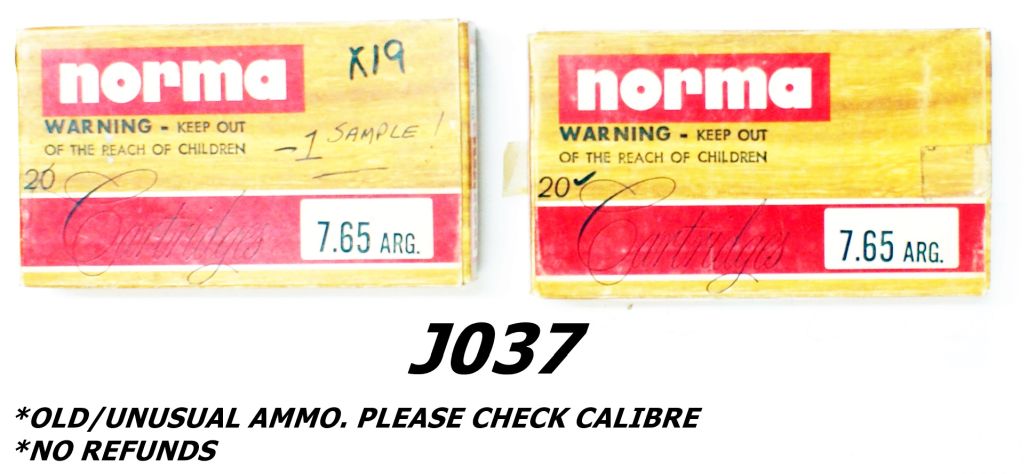 norma
X19
WARNING - KEEP OUT
OF THE REACH OF CHILDREN
-1 SAMPLE!
20
Cartridges
7.65 ARG.
norma
WARNING - KEEP OUT
OF THE REACH OF CHILDREN
20
Cartridges
7.65 ARG.
J037
*OLD/UNUSUAL AMMO. PLEASE CHECK CALIBRE
*NO REFUNDS